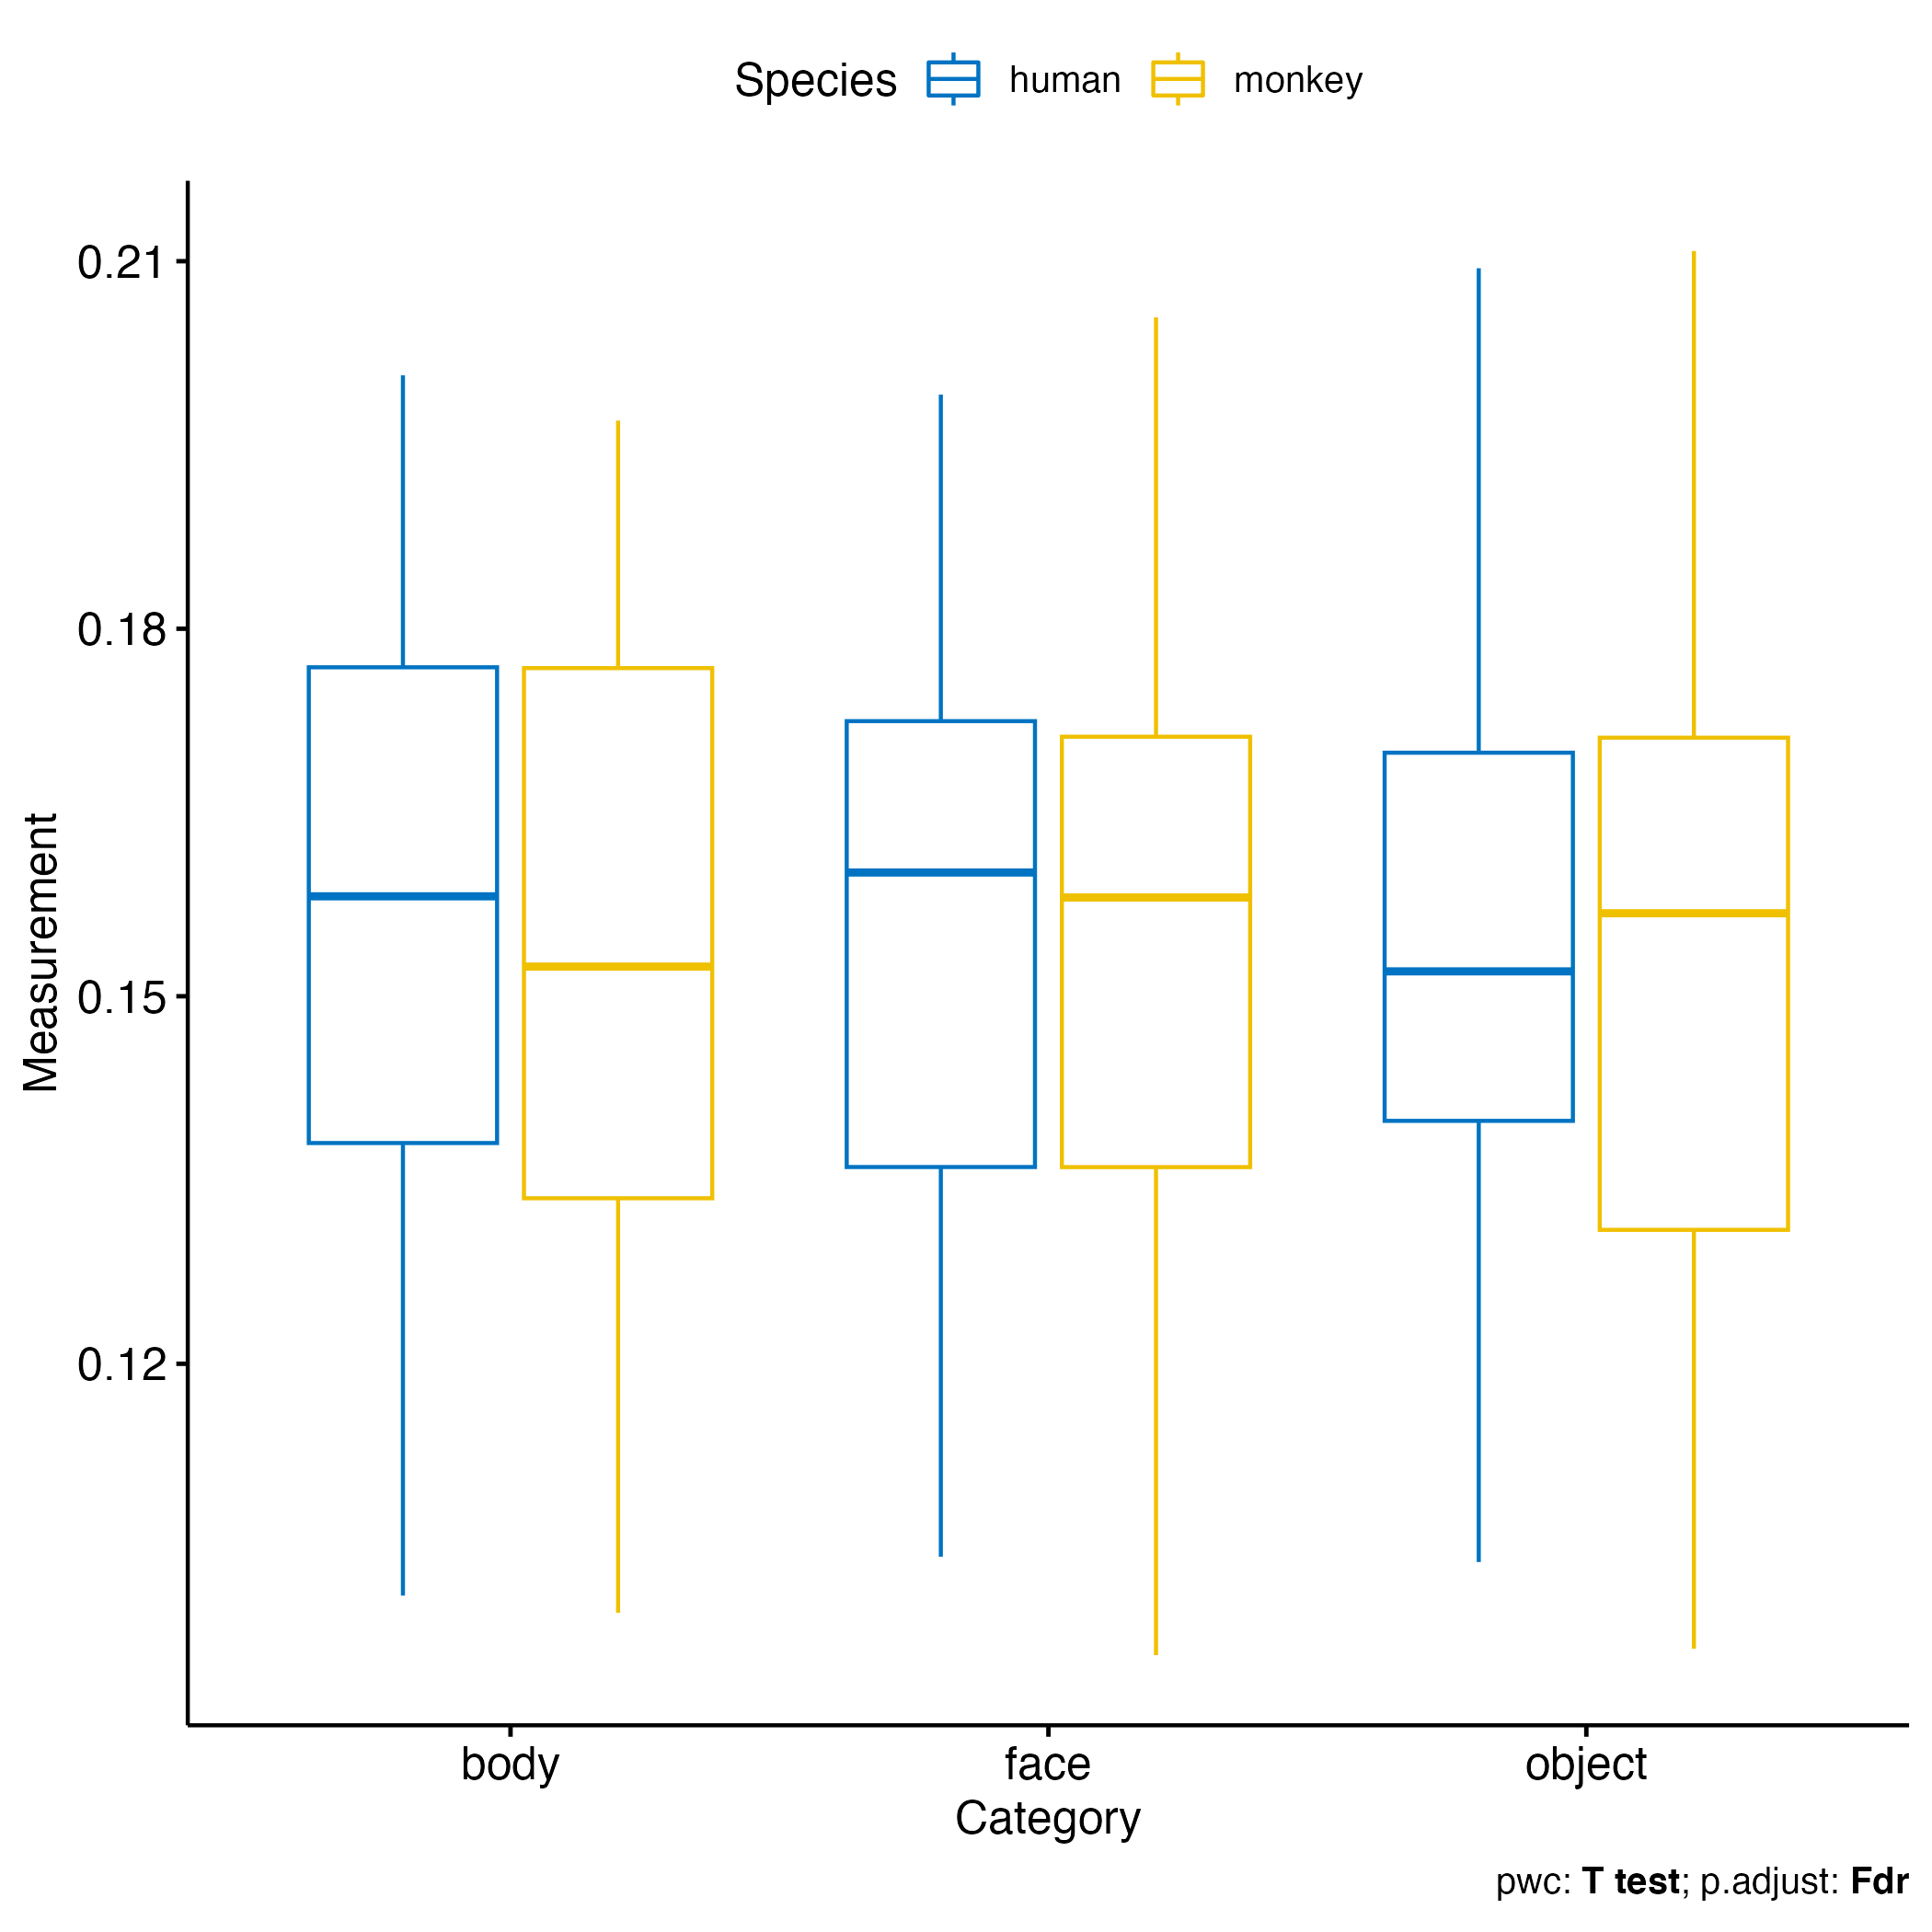 Species human monkey
0.21
0.18
0.15
0.12
Measurement
body face object
Category
pwc: T test; p.adjust: Fdr